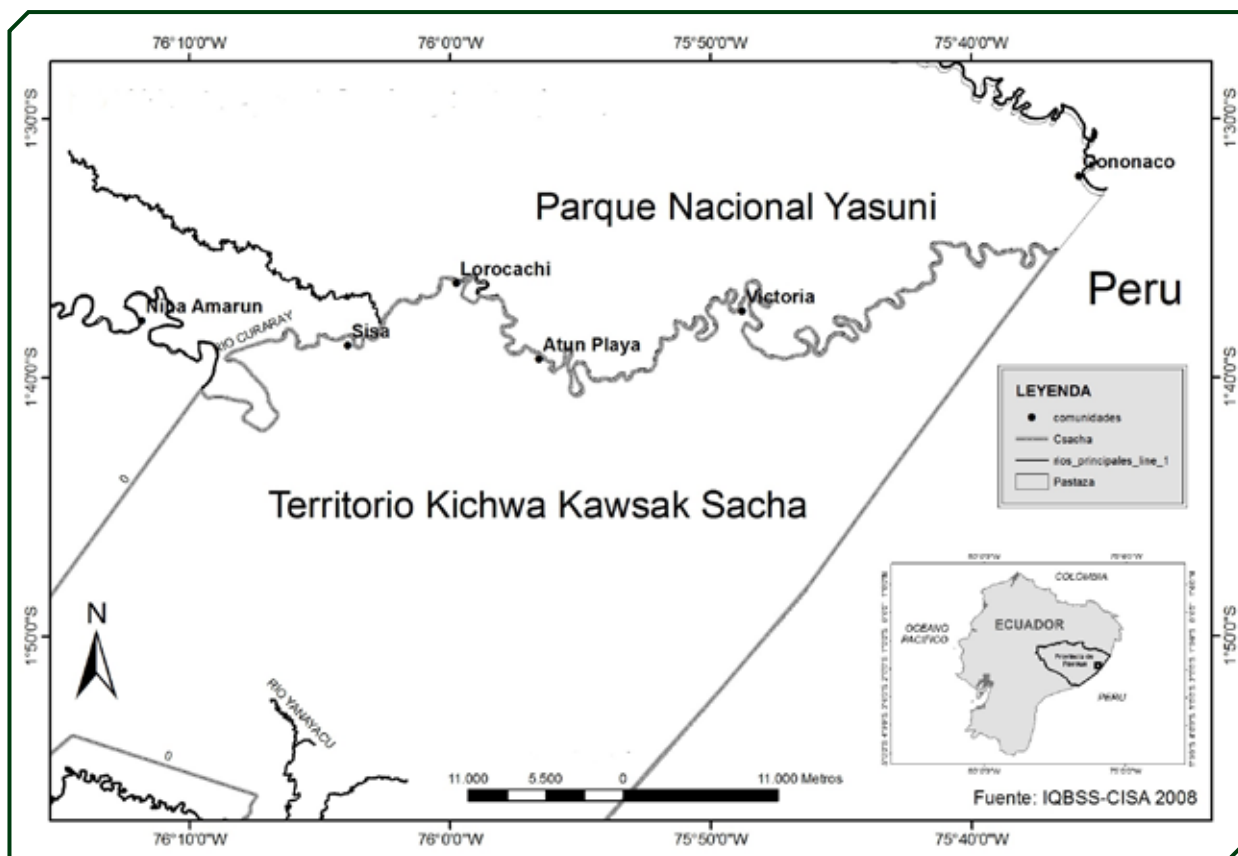 76°10'0"W 76°0'0"W 75°50'0"W 75°40'0"W
1°30'0"S 1°30'0"S
Cononaco
Parque Nacional Yasuni
Lorocachi
Peru
Nina Amarun
Victoria
RIO CURARAY
Sisa
Atun Playa
1°40'0"S 1°40'0"S
LEYENDA
comunidades
Csacha
rios_principales_line_1
Pastaza
0
Territorio Kichwa Kawsak Sacha
COLOMBIA
ECUADOR
OCEANO
PACIFICO
Provincia de
Pastaza
PERU
N
1°50'0"S 1°50'0"S
RIO YANAYACU
0
11.000 5.500 0 11.000 Metros
Fuente: IQBSS-CISA 2008
76°10'0"W 76°0'0"W 75°50'0"W 75°40'0"W